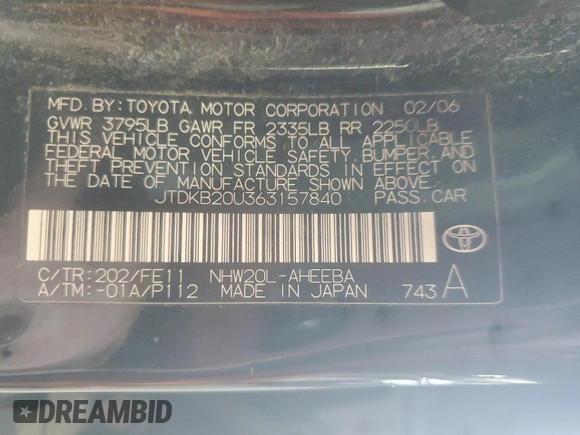 MFD.BY:TOYOTA MOTOR CORPORATION 02/06
GVWR 3795LB GAWR FR 2335LB RR 2250LB
THIS VEHICLE CONFORMS TO ALL APPLICABLE
FEDERAL MOTOR VEHICLE SAFETY,BUMPER,AND
THEFT PREVENTION STANDARDS IN EFFECT ON
THE DATE OF MANUFACTURE SHOWN ABOVE.
JTDKB20U363157840 PASS.CAR
C/TR:202/FE11 NHW20L-AHEEBA
A/TM:-01A/P112 MADE IN JAPAN 743 A
DREAMBID